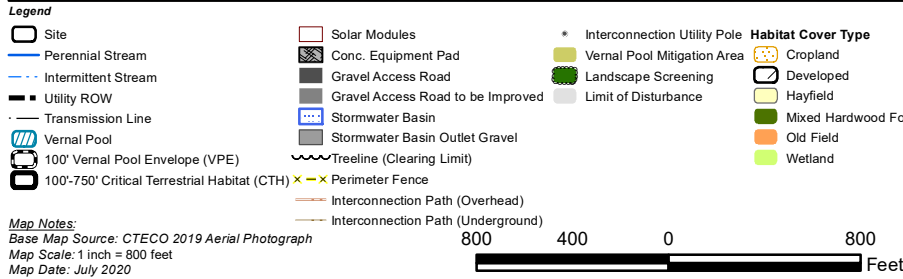 Legend
Site
Perennial Stream
Intermittent Stream
Utility ROW
Transmission Line
Vernal Pool
100' Vernal Pool Envelope (VPE)
100'-750' Critical Terrestrial Habitat (CTH)
Solar Modules
Conc. Equipment Pad
Gravel Access Road
Gravel Access Road to be Improved
Stormwater Basin
Stormwater Basin Outlet Gravel
Treeline (Clearing Limit)
Perimeter Fence
Interconnection Path (Overhead)
Interconnection Path (Underground)
Interconnection Utility Pole
Vernal Pool Mitigation Area
Landscape Screening
Limit of Disturbance
Habitat Cover Type
Cropland
Developed
Hayfield
Mixed Hardwood Fo
Old Field
Wetland
Map Notes:
Base Map Source: CTECO 2019 Aerial Photograph
Map Scale: 1 inch = 800 feet
Map Date: July 2020
800 400 0 800
Feet